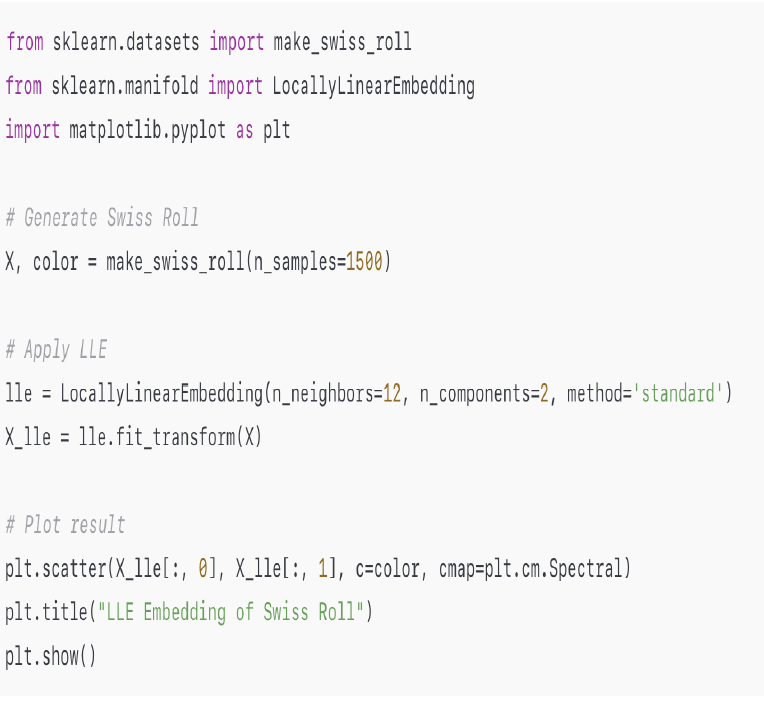 from sklearn.datasets import make_swiss_roll
from sklearn.manifold import LocallyLinearEmbedding
import matplotlib.pyplot as plt
# Generate Swiss Roll
X, color = make_swiss_roll(n_samples=1500)
# Apply LLE
lle = LocallyLinearEmbedding(n_neighbors=12, n_components=2, method='standard')
X_lle = lle.fit_transform(X)
# Plot result
plt.scatter(X_lle[:, 0], X_lle[:, 1], c=color, cmap=plt.cm.Spectral)
plt.title("LLE Embedding of Swiss Roll")
plt.show()